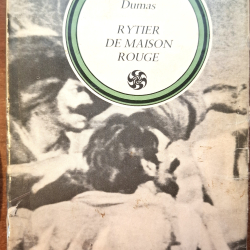 Dumas
RYTIER
DE MAISON
ROUGE